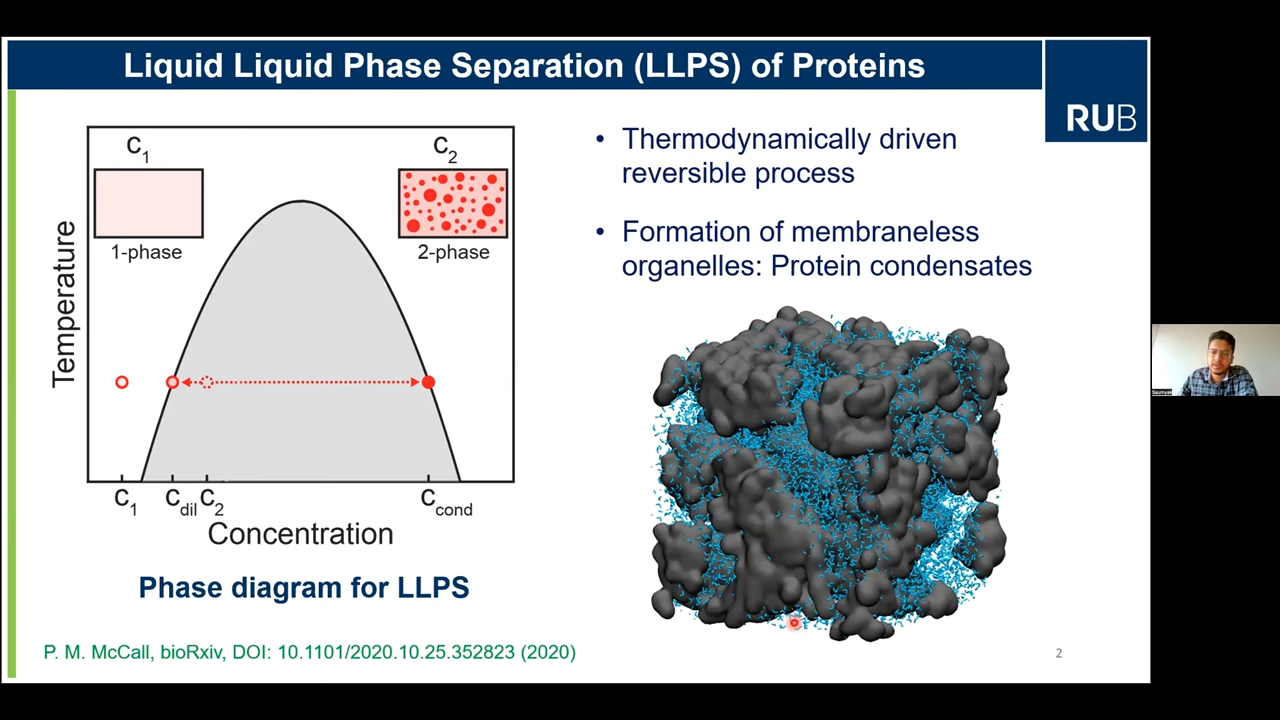 Liquid Liquid Phase Separation (LLPS) of Proteins
RUB
C1
C2
1-phase
2-phase
Temperature
C1
Cdil
C2
Ccond
Concentration
Phase diagram for LLPS
P. M. McCall, bioRxiv, DOI: 10.1101/2020.10.25.352823 (2020)
• Thermodynamically driven
reversible process
• Formation of membraneless
organelles: Protein condensates
2